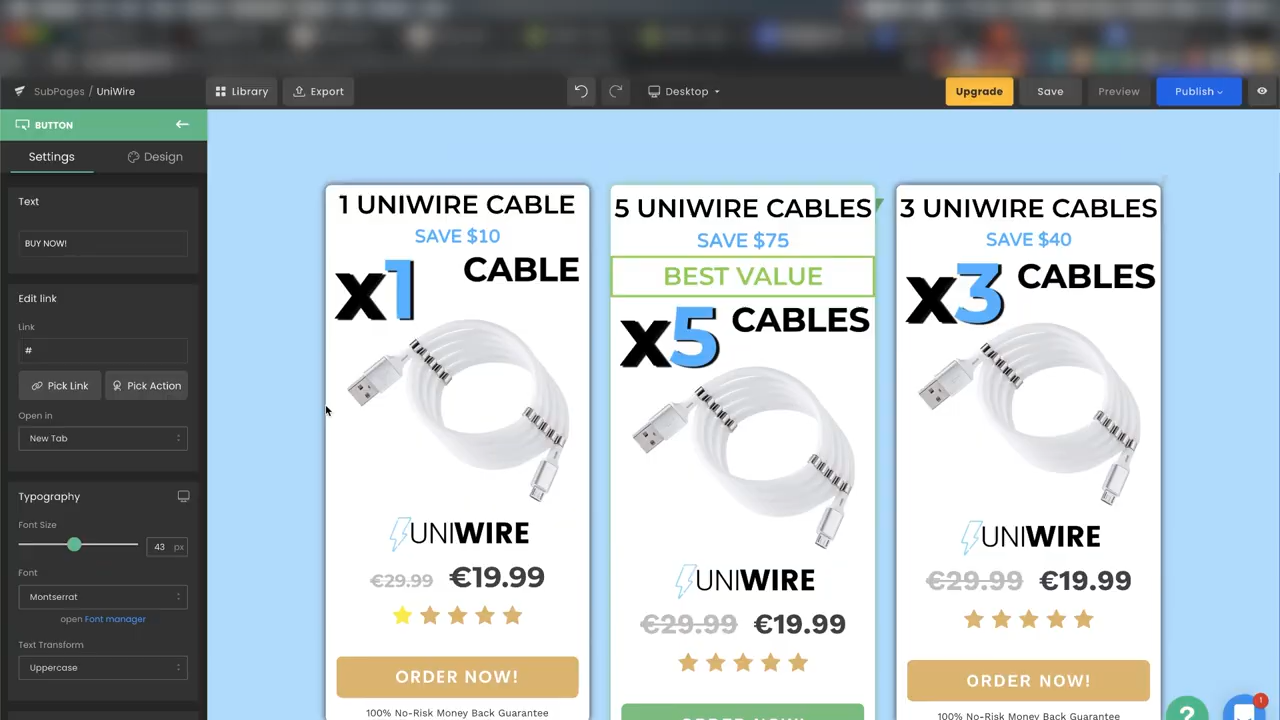 SubPages / UniWire
Library
Export
Desktop
Upgrade
Save
Preview
Publish
BUTTON
Settings
Design
Text
BUY NOW!
Edit link
Link
#
Pick Link
Pick Action
Open in
New Tab
Typography
Font Size
43 px
Font
Montserrat
open Font manager
Text Transform
Uppercase
1 UNIWIRE CABLE
SAVE $10
x1 CABLE
UNIWIRE
€29.99 €19.99
ORDER NOW!
100% No-Risk Money Back Guarantee
5 UNIWIRE CABLES
SAVE $75
BEST VALUE
x5 CABLES
UNIWIRE
€29.99 €19.99
ORDER NOW!
3 UNIWIRE CABLES
SAVE $40
x3 CABLES
UNIWIRE
€29.99 €19.99
ORDER NOW!
100% No-Risk Money Back Guarantee
?
1